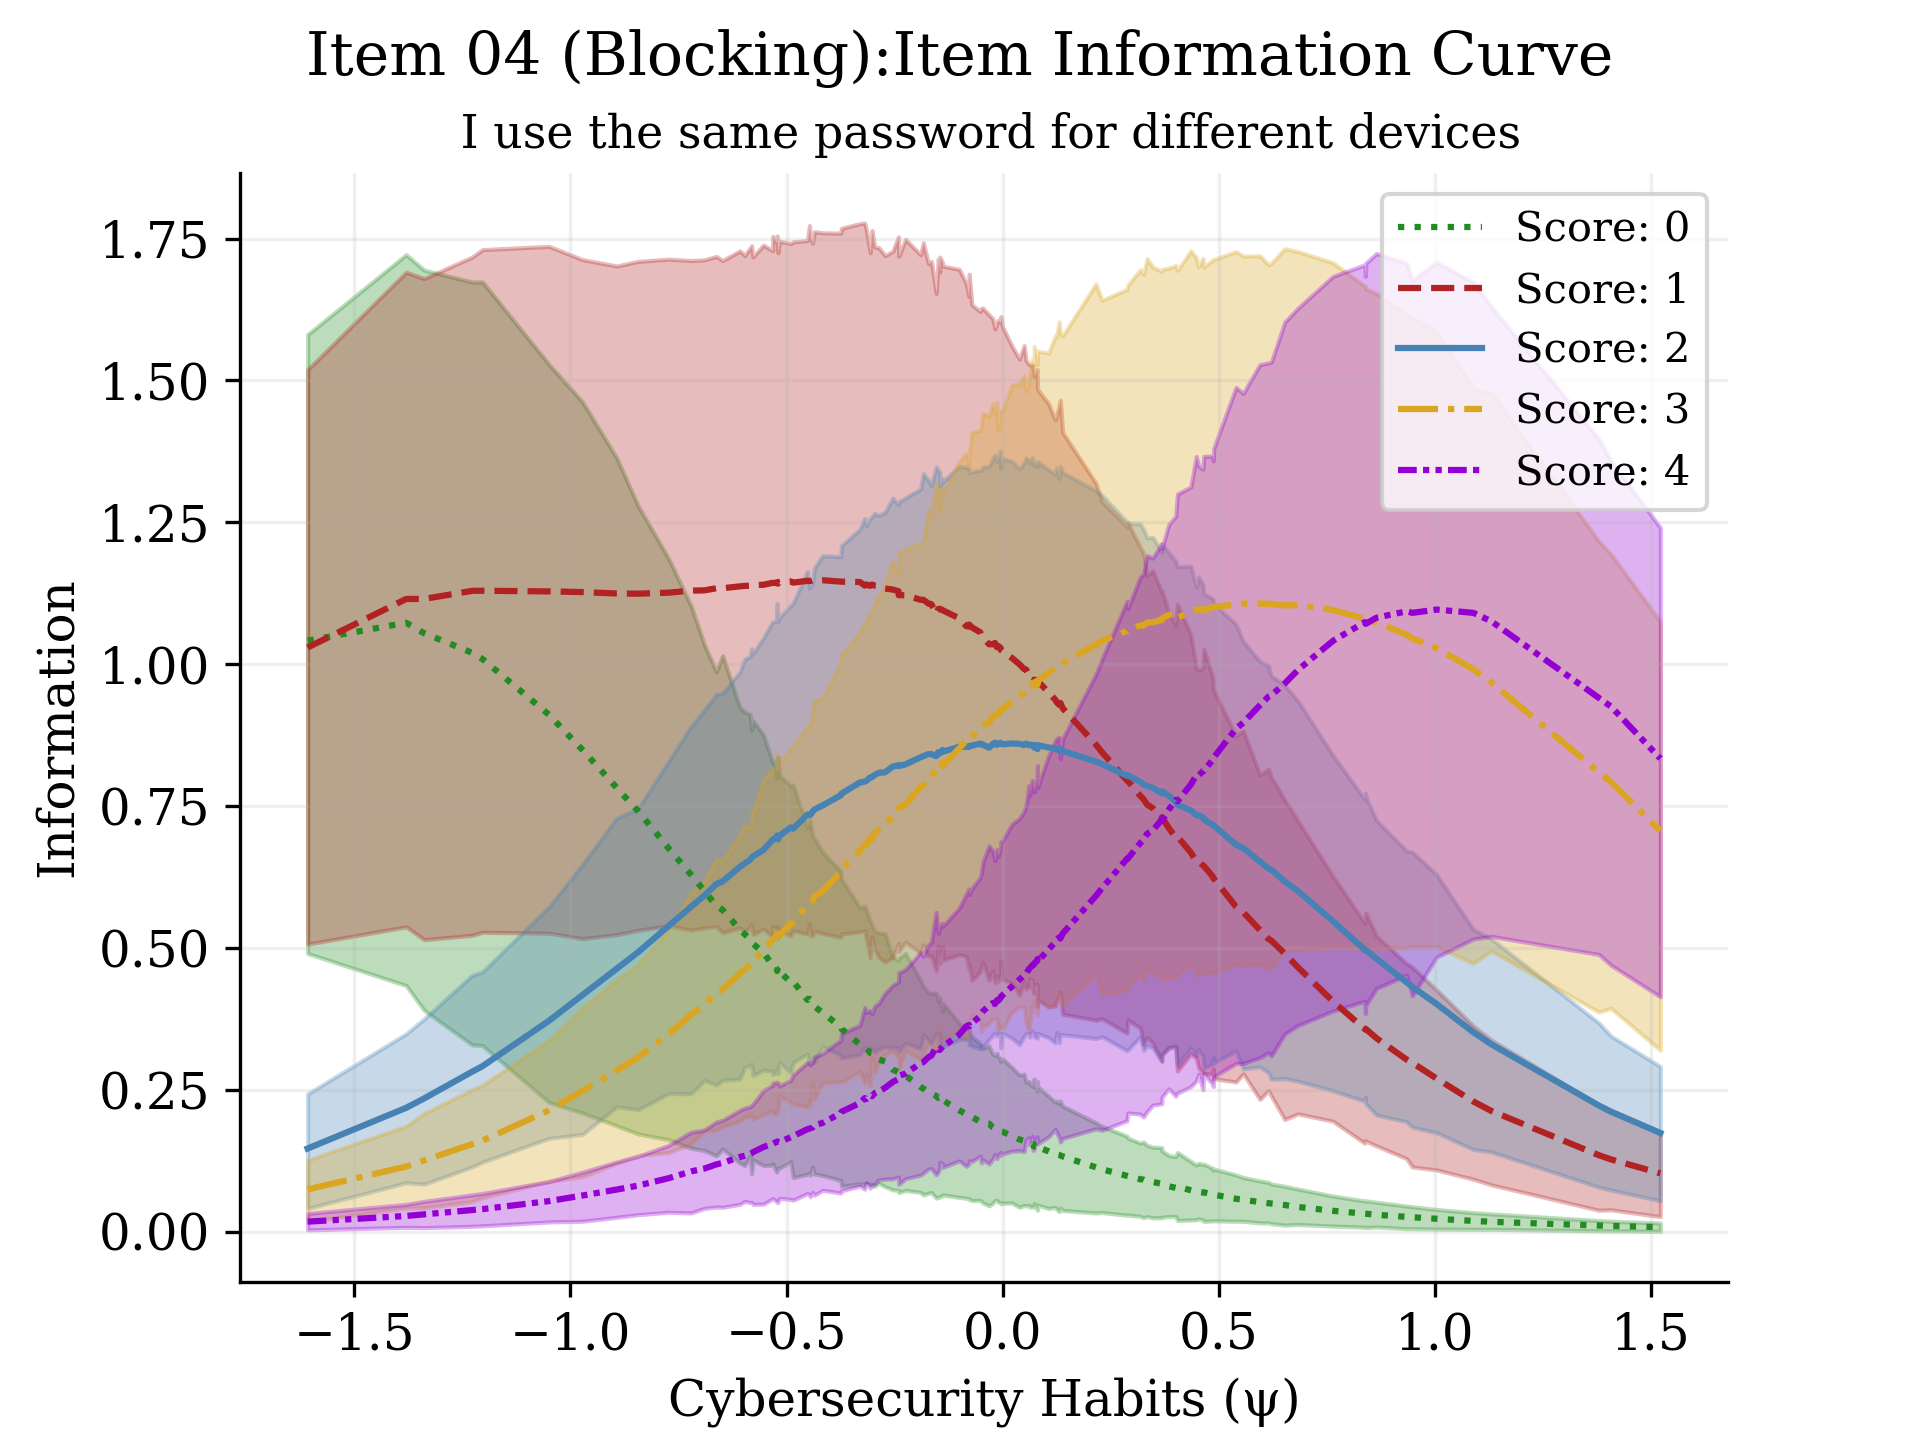 Item 04 (Blocking):Item Information Curve
I use the same password for different devices
Information
1.75
1.50
1.25
1.00
0.75
0.50
0.25
0.00
Score: 0
Score: 1
Score: 2
Score: 3
Score: 4
−1.5 −1.0 −0.5 0.0 0.5 1.0 1.5
Cybersecurity Habits (ψ)